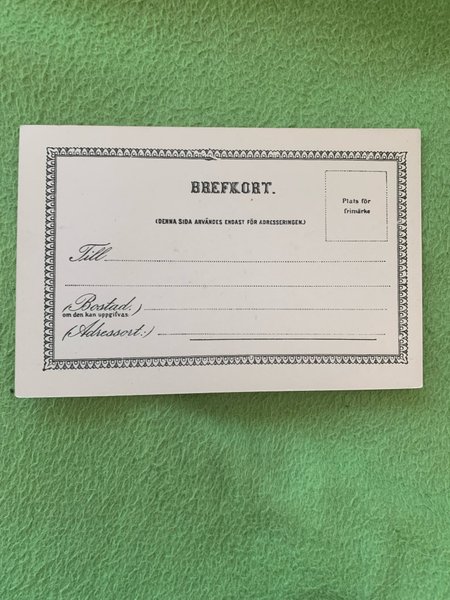 BREFKORT.
Plats för
frimärke
(DENNA SIDA ANVÄNDES ENDAST FÖR ADRESSERINGEN.)
Till
(Bostad.)
om den kan uppgifvas
(Adressort.)